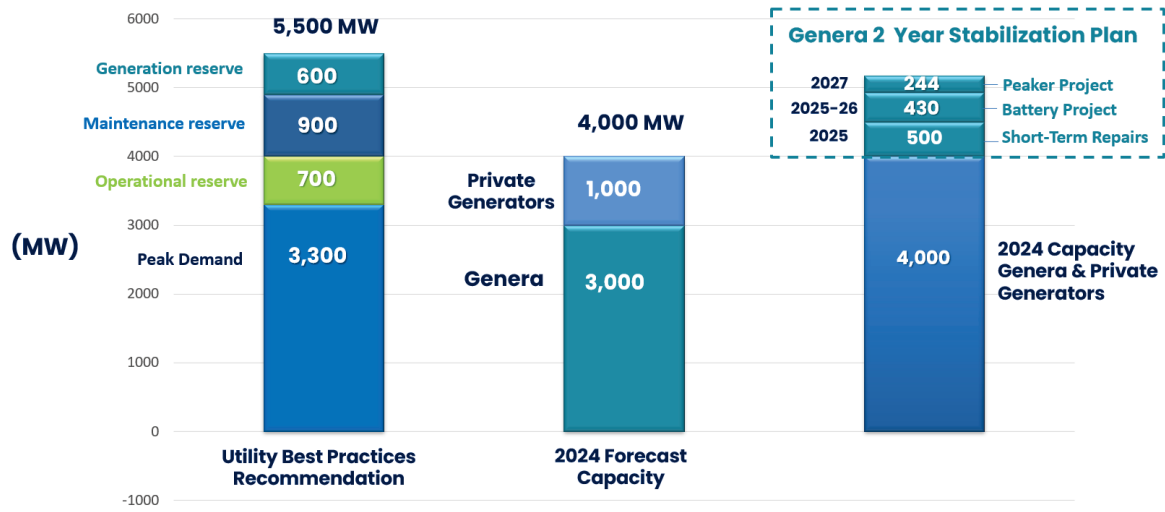 6000
5000
4000
3000
2000
1000
0
-1000
(MW)
5,500 MW
Generation reserve
600
Maintenance reserve
900
Operational reserve
700
Peak Demand
3,300
Utility Best Practices
Recommendation
4,000 MW
Private
Generators
1,000
Genera
3,000
2024 Forecast
Capacity
Genera 2 Year Stabilization Plan
2027
244
Peaker Project
2025-26
430
Battery Project
2025
500
Short-Term Repairs
4,000
2024 Capacity
Genera & Private
Generators